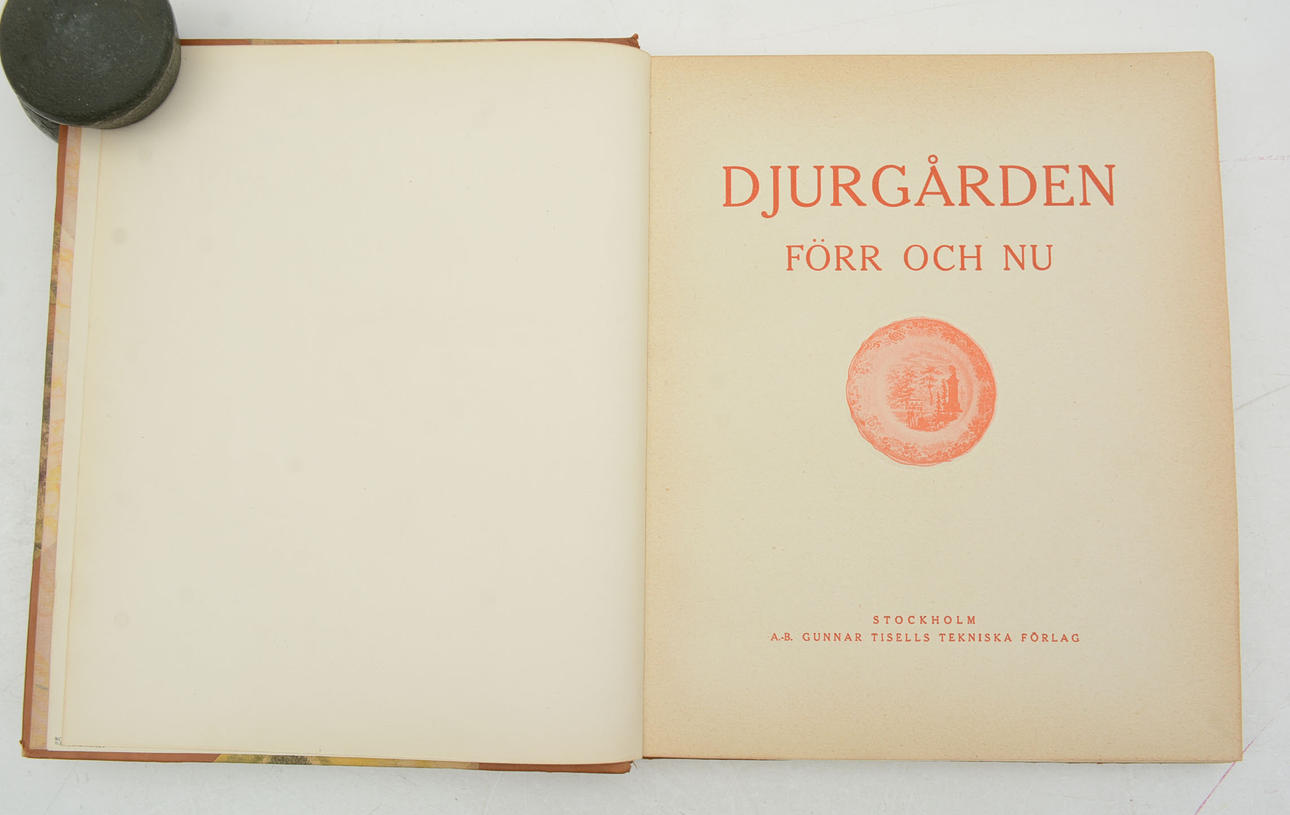 DJURGÅRDEN
FÖRR OCH NU
STOCKHOLM
A.-B. GUNNAR TISELLS TEKNISKA FÖRLAG